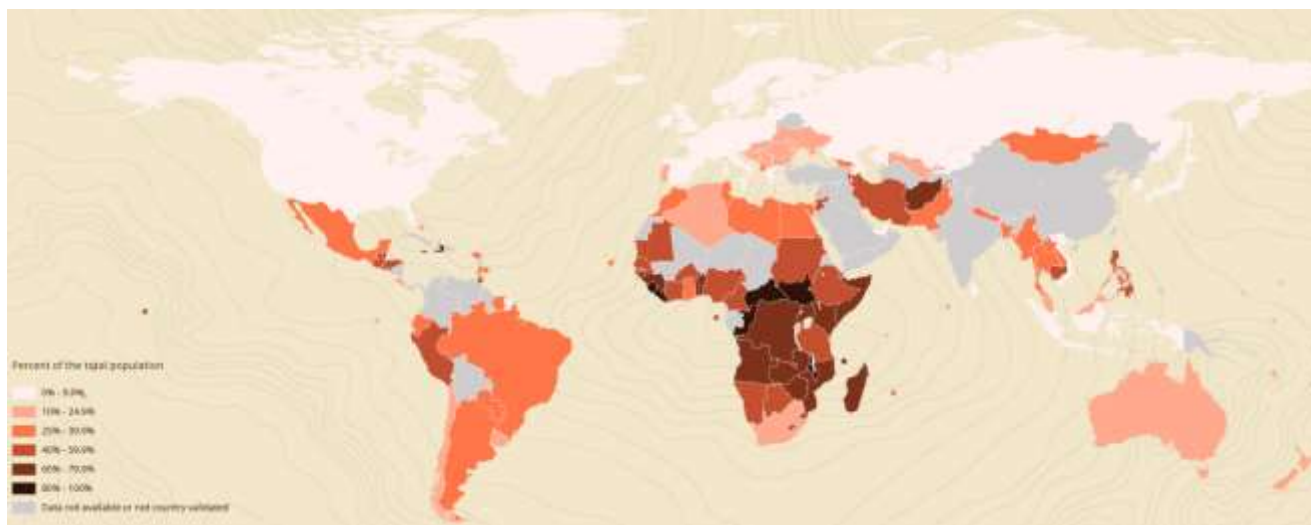 Percent of the total population
0% - 9.9%
10% - 24.9%
25% - 39.9%
40% - 59.9%
60% - 79.9%
80% - 100%
Data not available or not country validated